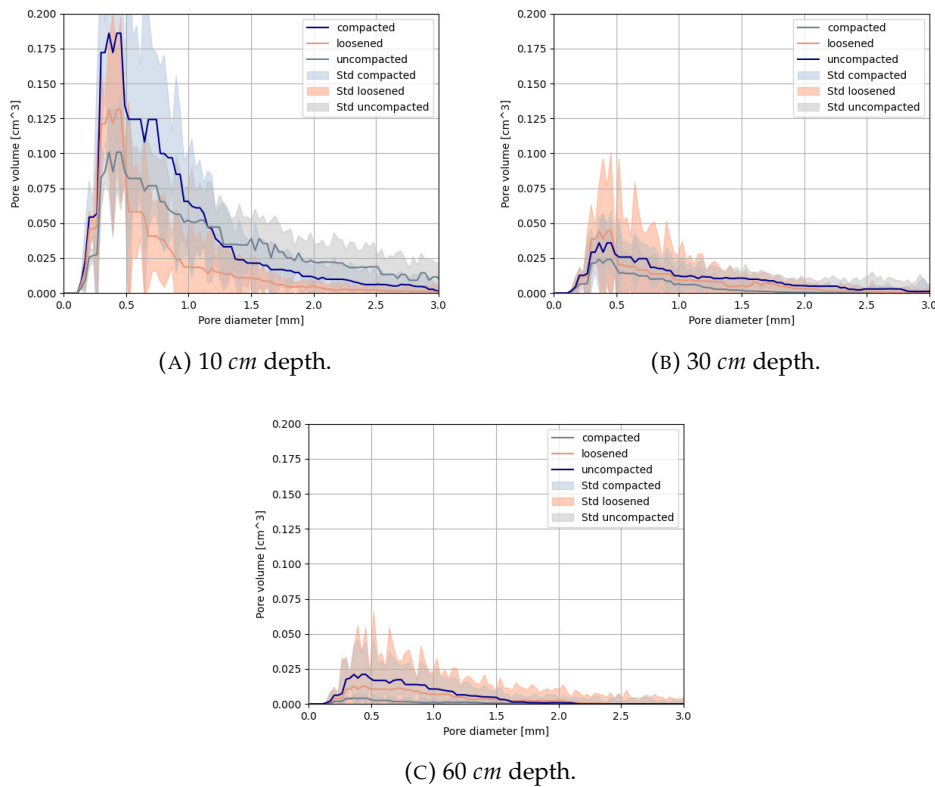 0.200
0.175
0.150
0.125
0.100
0.075
0.050
0.025
0.000
Pore volume [cm^3]
compacted
loosened
uncompacted
Std compacted
Std loosened
Std uncompacted
0.0 0.5 1.0 1.5 2.0 2.5 3.0
Pore diameter [mm]
(A) 10 cm depth.
0.200
0.175
0.150
0.125
0.100
0.075
0.050
0.025
0.000
Pore volume [cm^3]
compacted
loosened
uncompacted
Std compacted
Std loosened
Std uncompacted
0.0 0.5 1.0 1.5 2.0 2.5 3.0
Pore diameter [mm]
(B) 30 cm depth.
0.200
0.175
0.150
0.125
0.100
0.075
0.050
0.025
0.000
Pore volume [cm^3]
compacted
loosened
uncompacted
Std compacted
Std loosened
Std uncompacted
0.0 0.5 1.0 1.5 2.0 2.5 3.0
Pore diameter [mm]
(C) 60 cm depth.